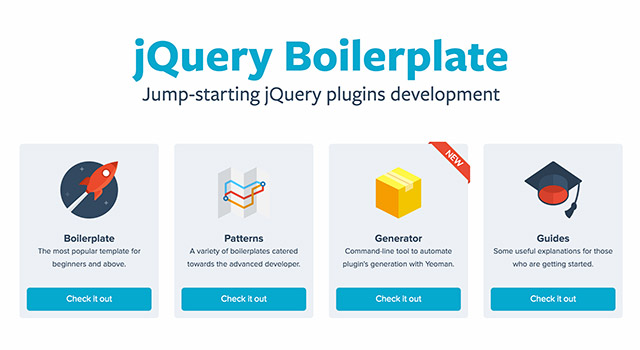 jQuery Boilerplate
Jump-starting jQuery plugins development
Boilerplate
The most popular template for
beginners and above.
Check it out
Patterns
A variety of boilerplates catered
towards the advanced developer.
Check it out
NEW
Generator
Command-line tool to automate
plugin's generation with Yeoman.
Check it out
Guides
Some useful explanations for those
who are getting started.
Check it out